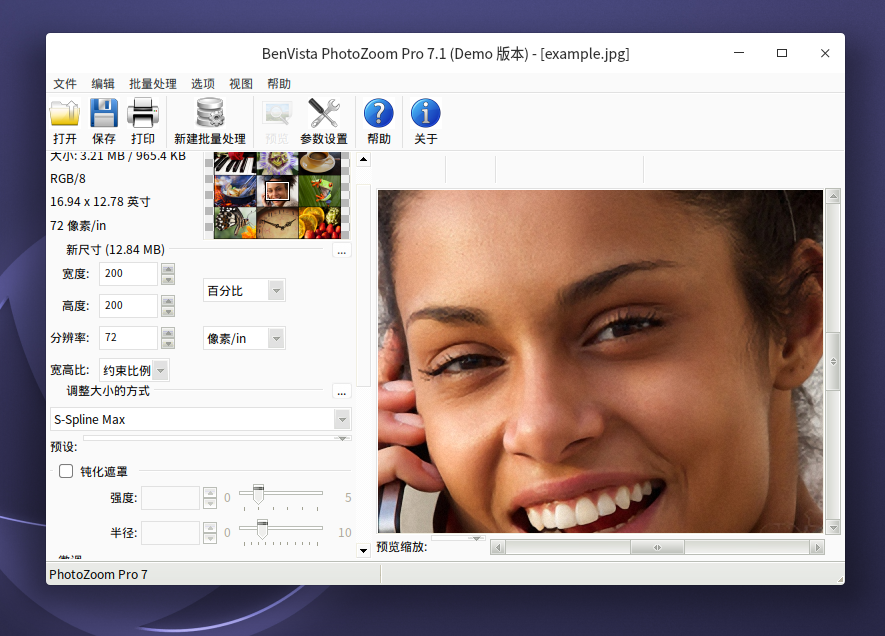 BenVista PhotoZoom Pro 7.1 (Demo 版本) - [example.jpg]
文件 编辑 批量处理 选项 视图 帮助
打开 保存 打印 新建批量处理 预览 参数设置 帮助 关于
大小: 3.21 MB / 965.4 KB
RGB/8
16.94 x 12.78 英寸
72 像素/in
新尺寸 (12.84 MB) ...
宽度: 200
百分比
高度: 200
分辨率: 72 像素/in
宽高比: 约束比例
调整大小的方式 ...
S-Spline Max
预设:
钝化遮罩
强度: 0 5
半径: 0 10
预览缩放:
PhotoZoom Pro 7